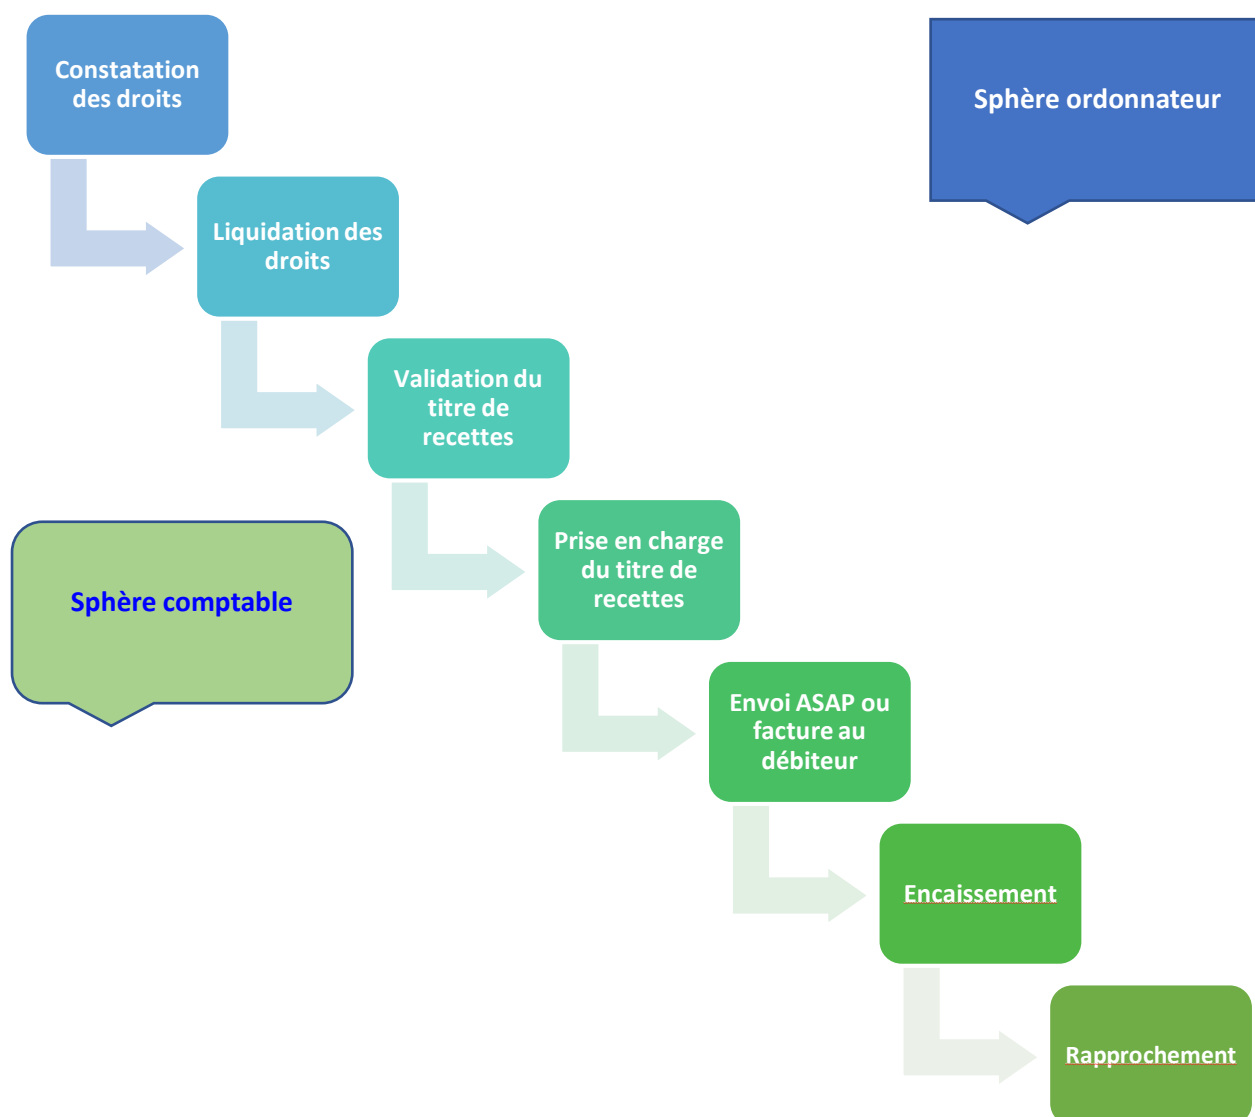 Constatation
des droits
Sphère ordonnateur
Liquidation des
droits
Validation du
titre de
recettes
Prise en charge
du titre de
recettes
Sphère comptable
Envoi ASAP ou
facture au
débiteur
Encaissement
Rapprochement